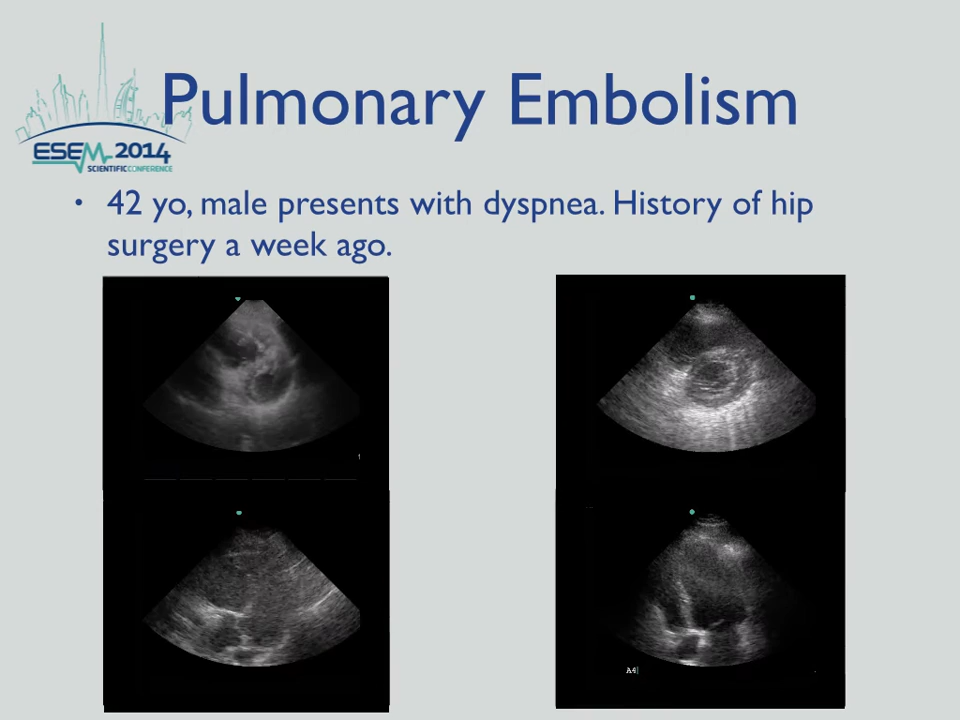 Pulmonary Embolism
ESEM 2014
SCIENTIFIC CONFERENCE
• 42 yo, male presents with dyspnea. History of hip
surgery a week ago.
A4